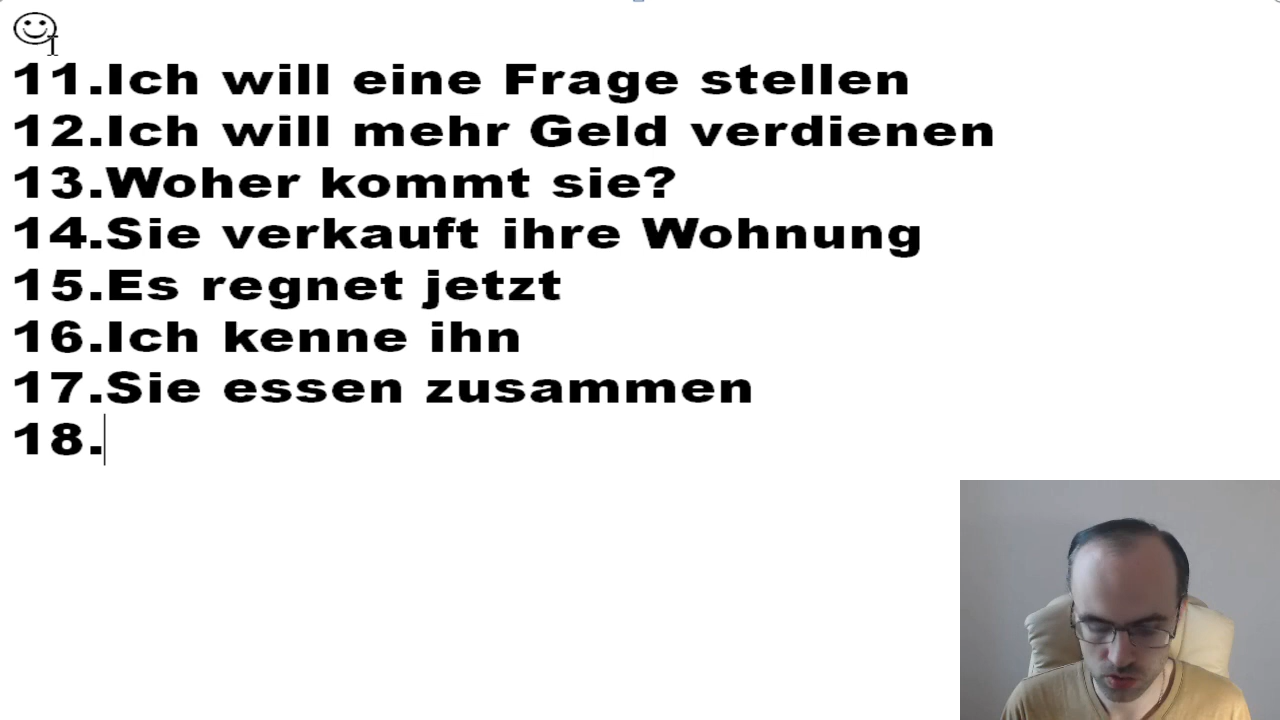 11.Ich will eine Frage stellen
12.Ich will mehr Geld verdienen
13.Woher kommt sie?
14.Sie verkauft ihre Wohnung
15.Es regnet jetzt
16.Ich kenne ihn
17.Sie essen zusammen
18.